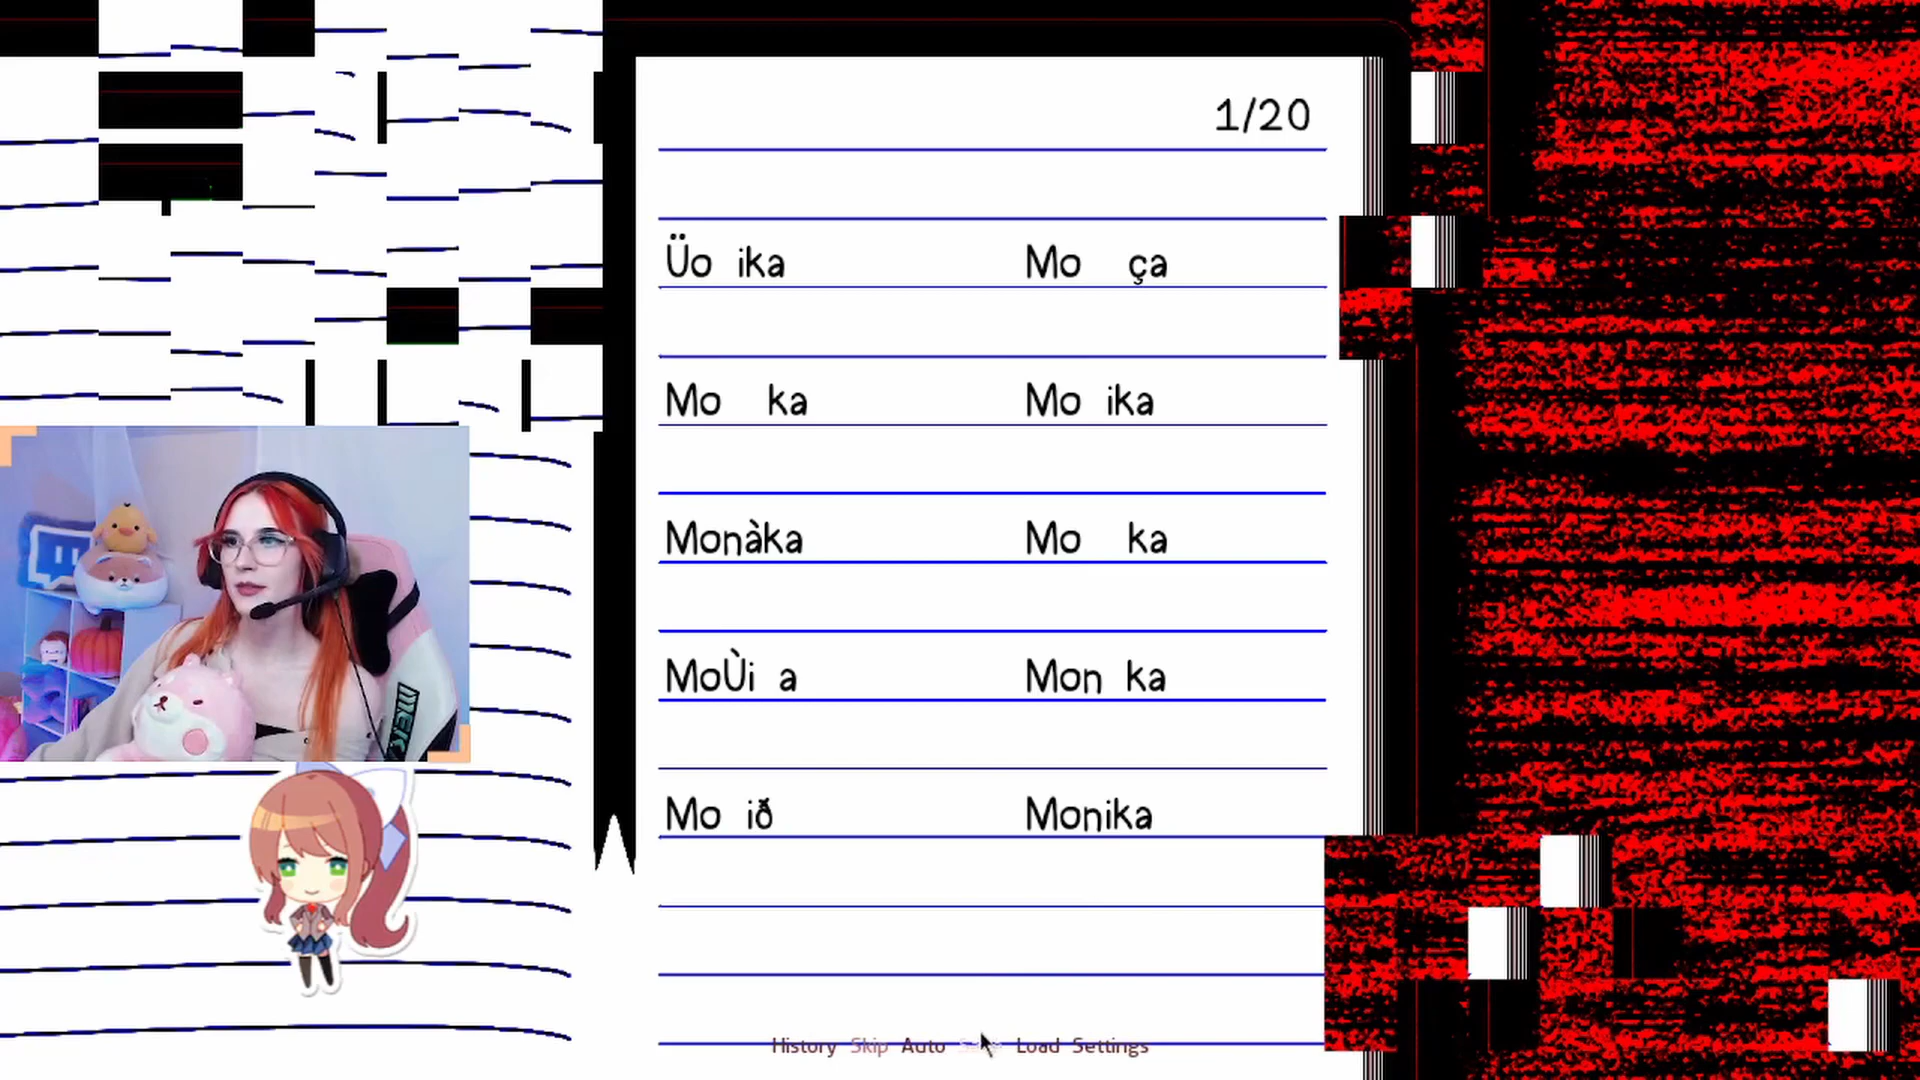 1/20
Üo ika Mo ça
Mo ka Mo ika
Monàka Mo ka
MoÙi a Mon ka
Mo ið Monika
History Skip Auto Load Settings